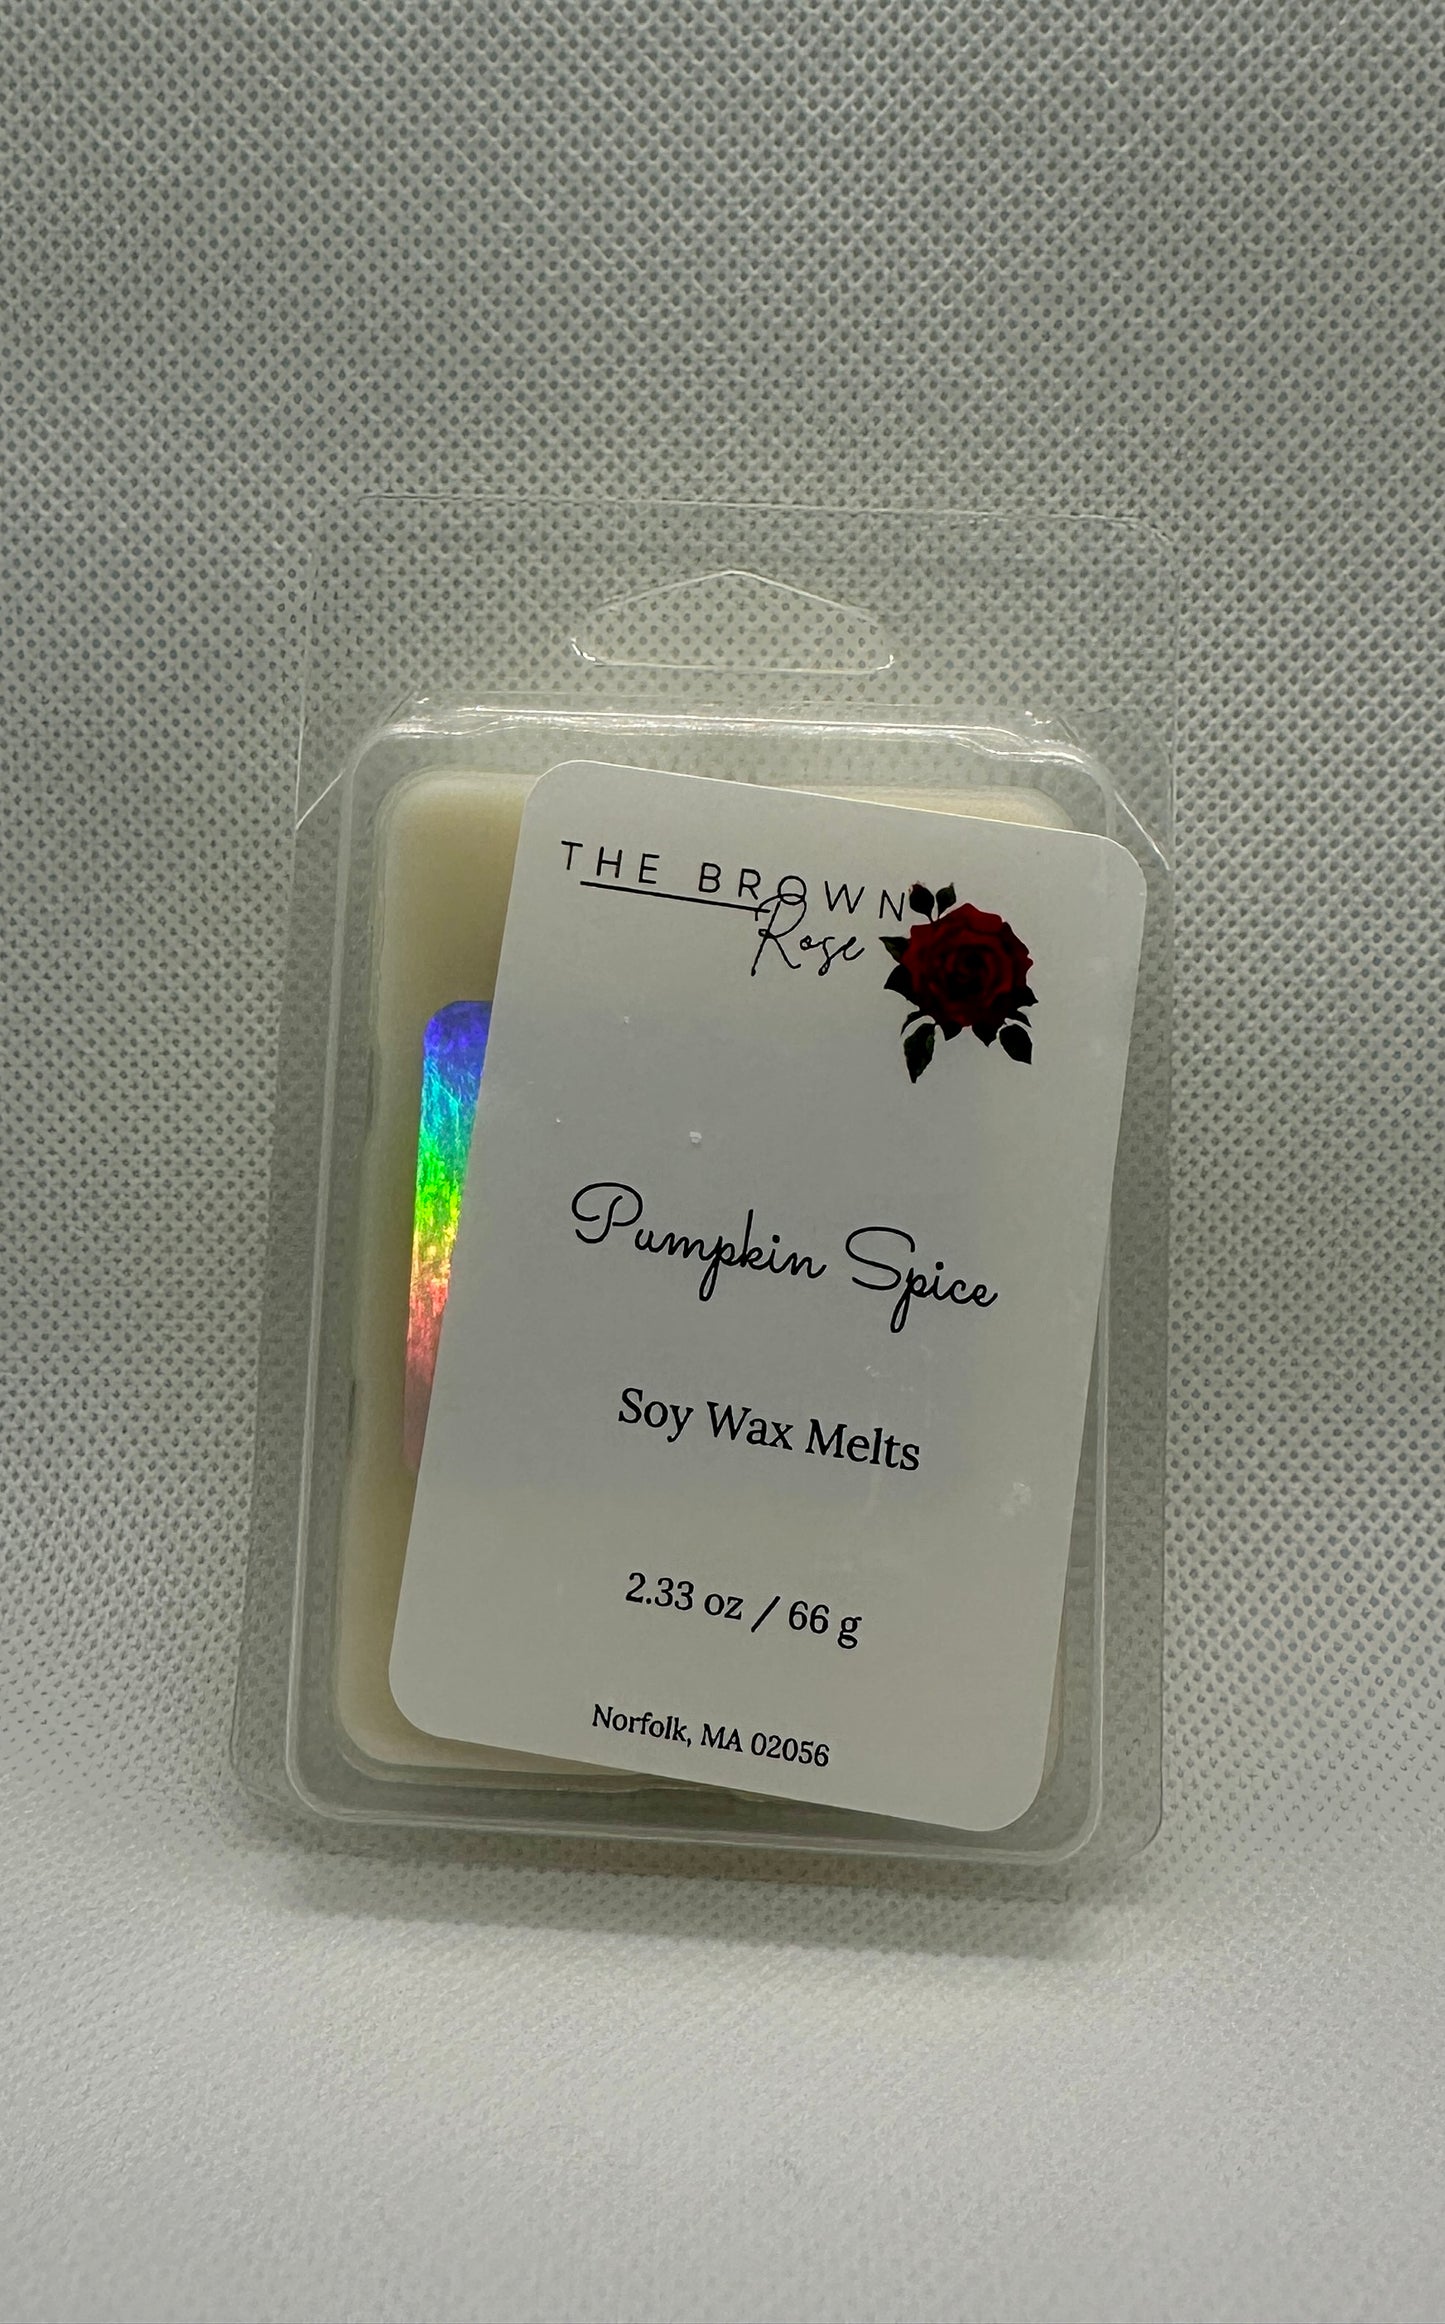 THE BROWN
Rose
Pumpkin Spice
Soy Wax Melts
2.33 oz / 66 g
Norfolk, MA 02056